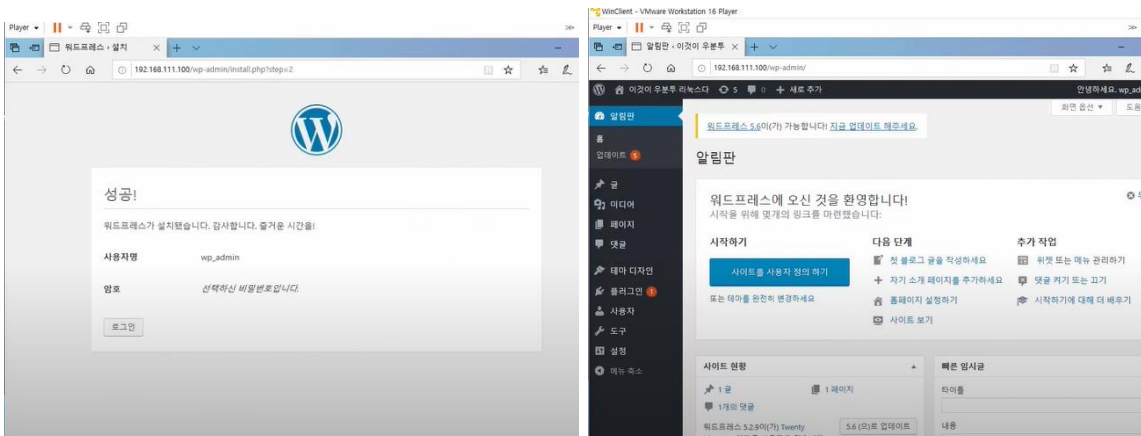 Player
워드프레스 › 설치
192.168.111.100/wp-admin/install.php?step=2
성공!
워드프레스가 설치됐습니다. 감사합니다. 즐거운 시간을!
사용자명 wp_admin
암호 선택하신 비밀번호입니다.
로그인
WinClient - VMware Workstation 16 Player
Player
알림판 ‹ 이것이 우분투
192.168.111.100/wp-admin/
이것이 우분투 리눅스다 5 0 새로 추가 안녕하세요, wp_ad
화면 옵션 도움
알림판
홈
업데이트 5
글
미디어
페이지
댓글
테마 디자인
플러그인 1
사용자
도구
설정
메뉴 축소
워드프레스 5.6이(가) 가능합니다! 지금 업데이트 해주세요.
알림판
워드프레스에 오신 것을 환영합니다!
시작을 위해 몇개의 링크를 마련했습니다:
시작하기
사이트를 사용자 정의 하기
또는 테마를 완전히 변경하세요
다음 단계
첫 블로그 글을 작성하세요
자기 소개 페이지를 추가하세요
홈페이지 설정하기
사이트 보기
추가 작업
위젯 또는 메뉴 관리하기
댓글 켜기 또는 끄기
시작하기에 대해 더 배우기
사이트 현황
1 글 1 페이지
1개의 댓글
워드프레스 5.2.9이(가) Twenty
5.6 (으)로 업데이트
빠른 임시글
타이틀
내용